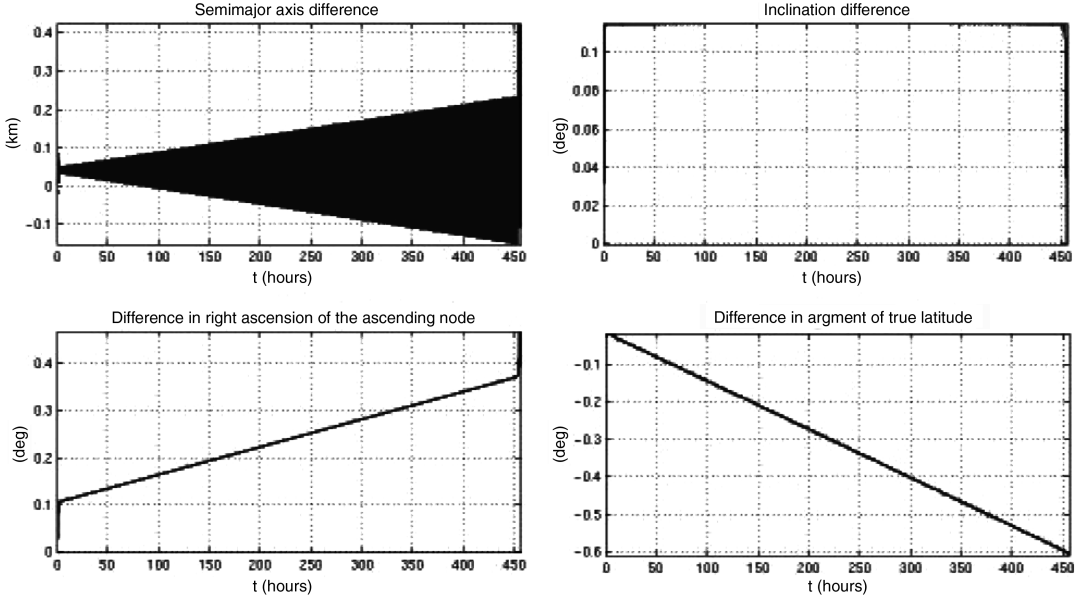 Semimajor axis difference
0.4
0.3
0.2
0.1
0
-0.1
(km)
0 50 100 150 200 250 300 350 400 450
t (hours)
Inclination difference
0.1
0.08
0.06
0.04
0.02
0
(deg)
0 50 100 150 200 250 300 350 400 450
t (hours)
Difference in right ascension of the ascending node
0.4
0.3
0.2
0.1
0
(deg)
0 50 100 150 200 250 300 350 400 450
t (hours)
Difference in argment of true latitude
-0.1
-0.2
-0.3
-0.4
-0.5
-0.6
(deg)
0 50 100 150 200 250 300 350 400 450
t (hours)